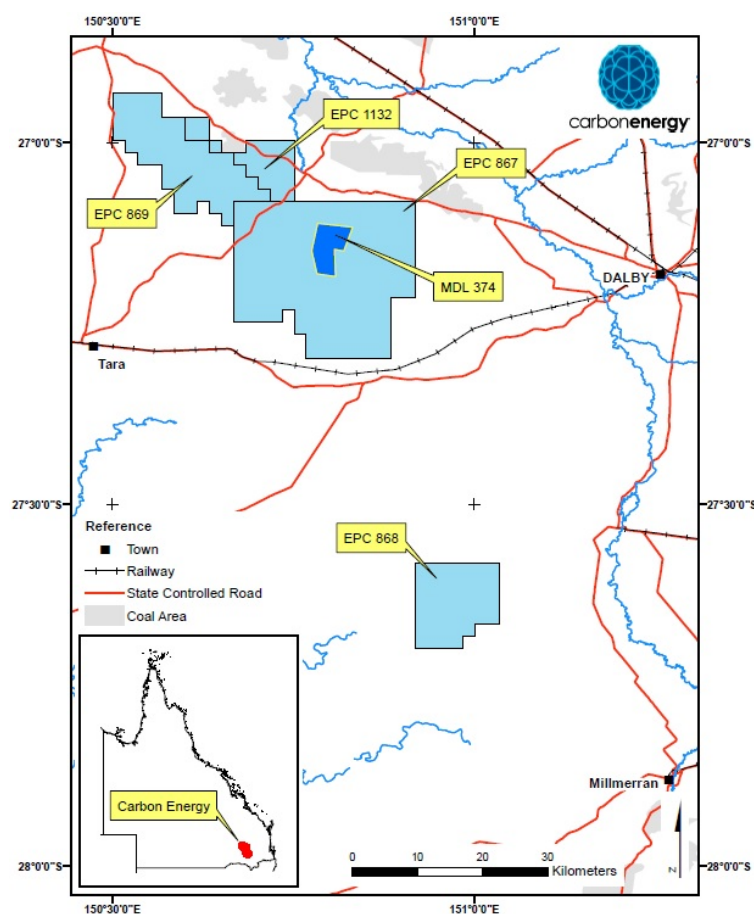 150°30'0"E
151°0'0"E
carbonenergy
27°0'0"S
27°0'0"S
EPC 1132
EPC 867
EPC 869
MDL 374
DALBY
Tara
27°30'0"S
27°30'0"S
Reference
Town
Railway
State Controlled Road
Coal Area
EPC 868
Carbon Energy
Millmerran
0 10 20 30
Kilometers
N
28°0'0"S
28°0'0"S
150°30'0"E
151°0'0"E